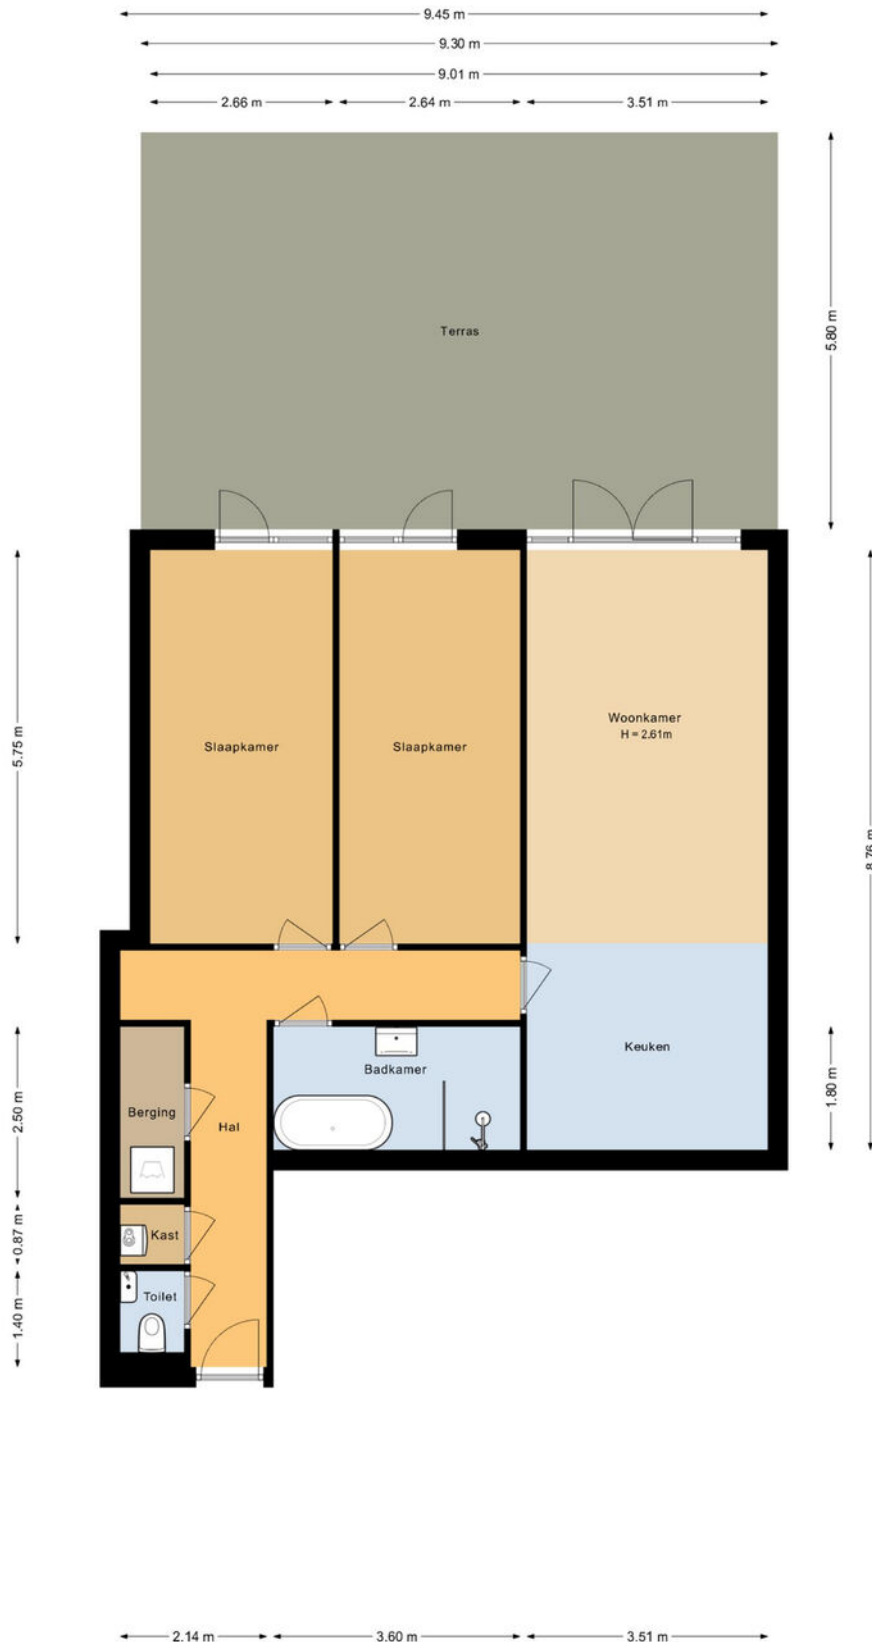 9.45 m
9.30 m
9.01 m
2.66 m
2.64 m
3.51 m
Terras
5.80 m
5.75 m
Slaapkamer
Slaapkamer
Woonkamer
H = 2.61m
8.76 m
Keuken
Badkamer
1.80 m
2.50 m
Berging
Hal
0.87 m
Kast
1.40 m
Toilet
2.14 m
3.60 m
3.51 m